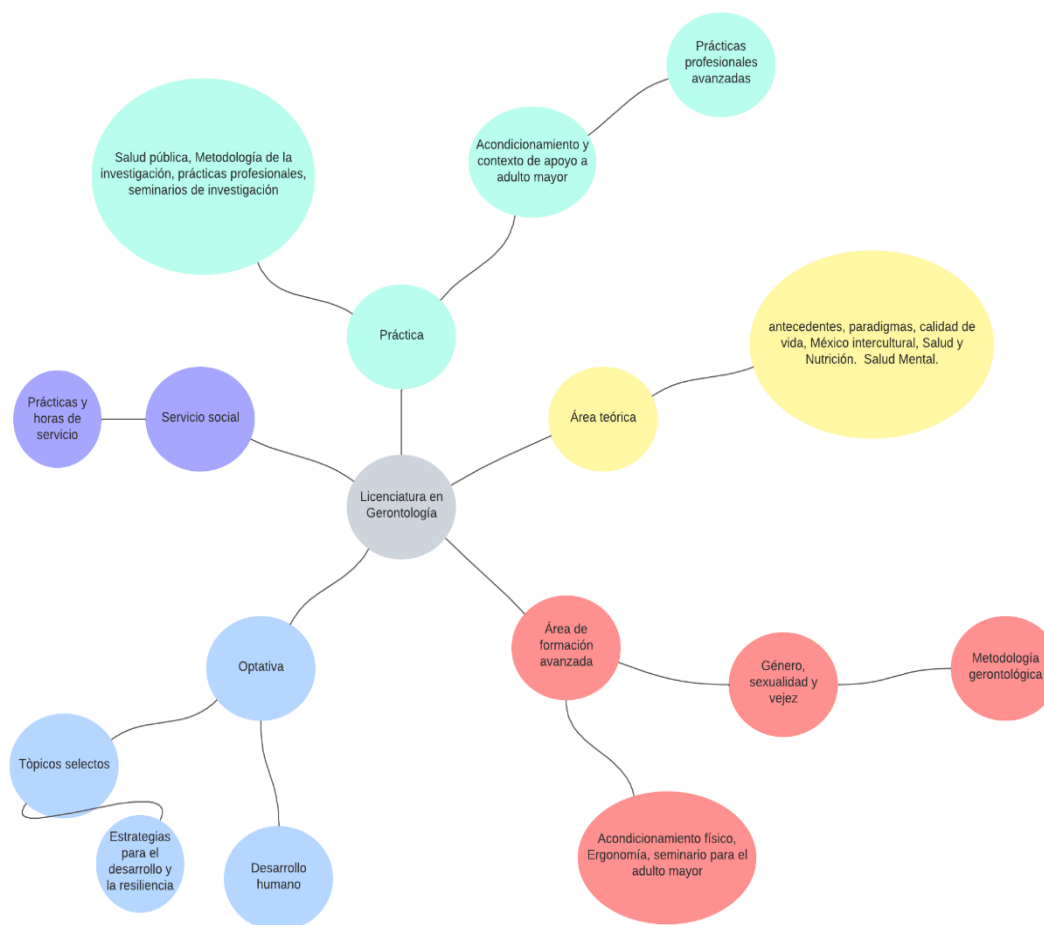 Prácticas
profesionales
avanzadas
Acondicionamiento y
contexto de apoyo a
adulto mayor
Salud pública, Metodología de la
investigación, prácticas profesionales,
seminarios de investigación
Práctica
antecedentes, paradigmas, calidad de
vida, México intercultural, Salud y
Nutrición. Salud Mental.
Área teórica
Servicio social
Prácticas y
horas de
servicio
Licenciatura en
Gerontología
Área de
formación
avanzada
Género,
sexualidad y
vejez
Metodología
gerontológica
Optativa
Tòpicos selectos
Estrategias
para el
desarrollo y
la resiliencia
Desarrollo
humano
Acondicionamiento físico,
Ergonomía, seminario para el
adulto mayor